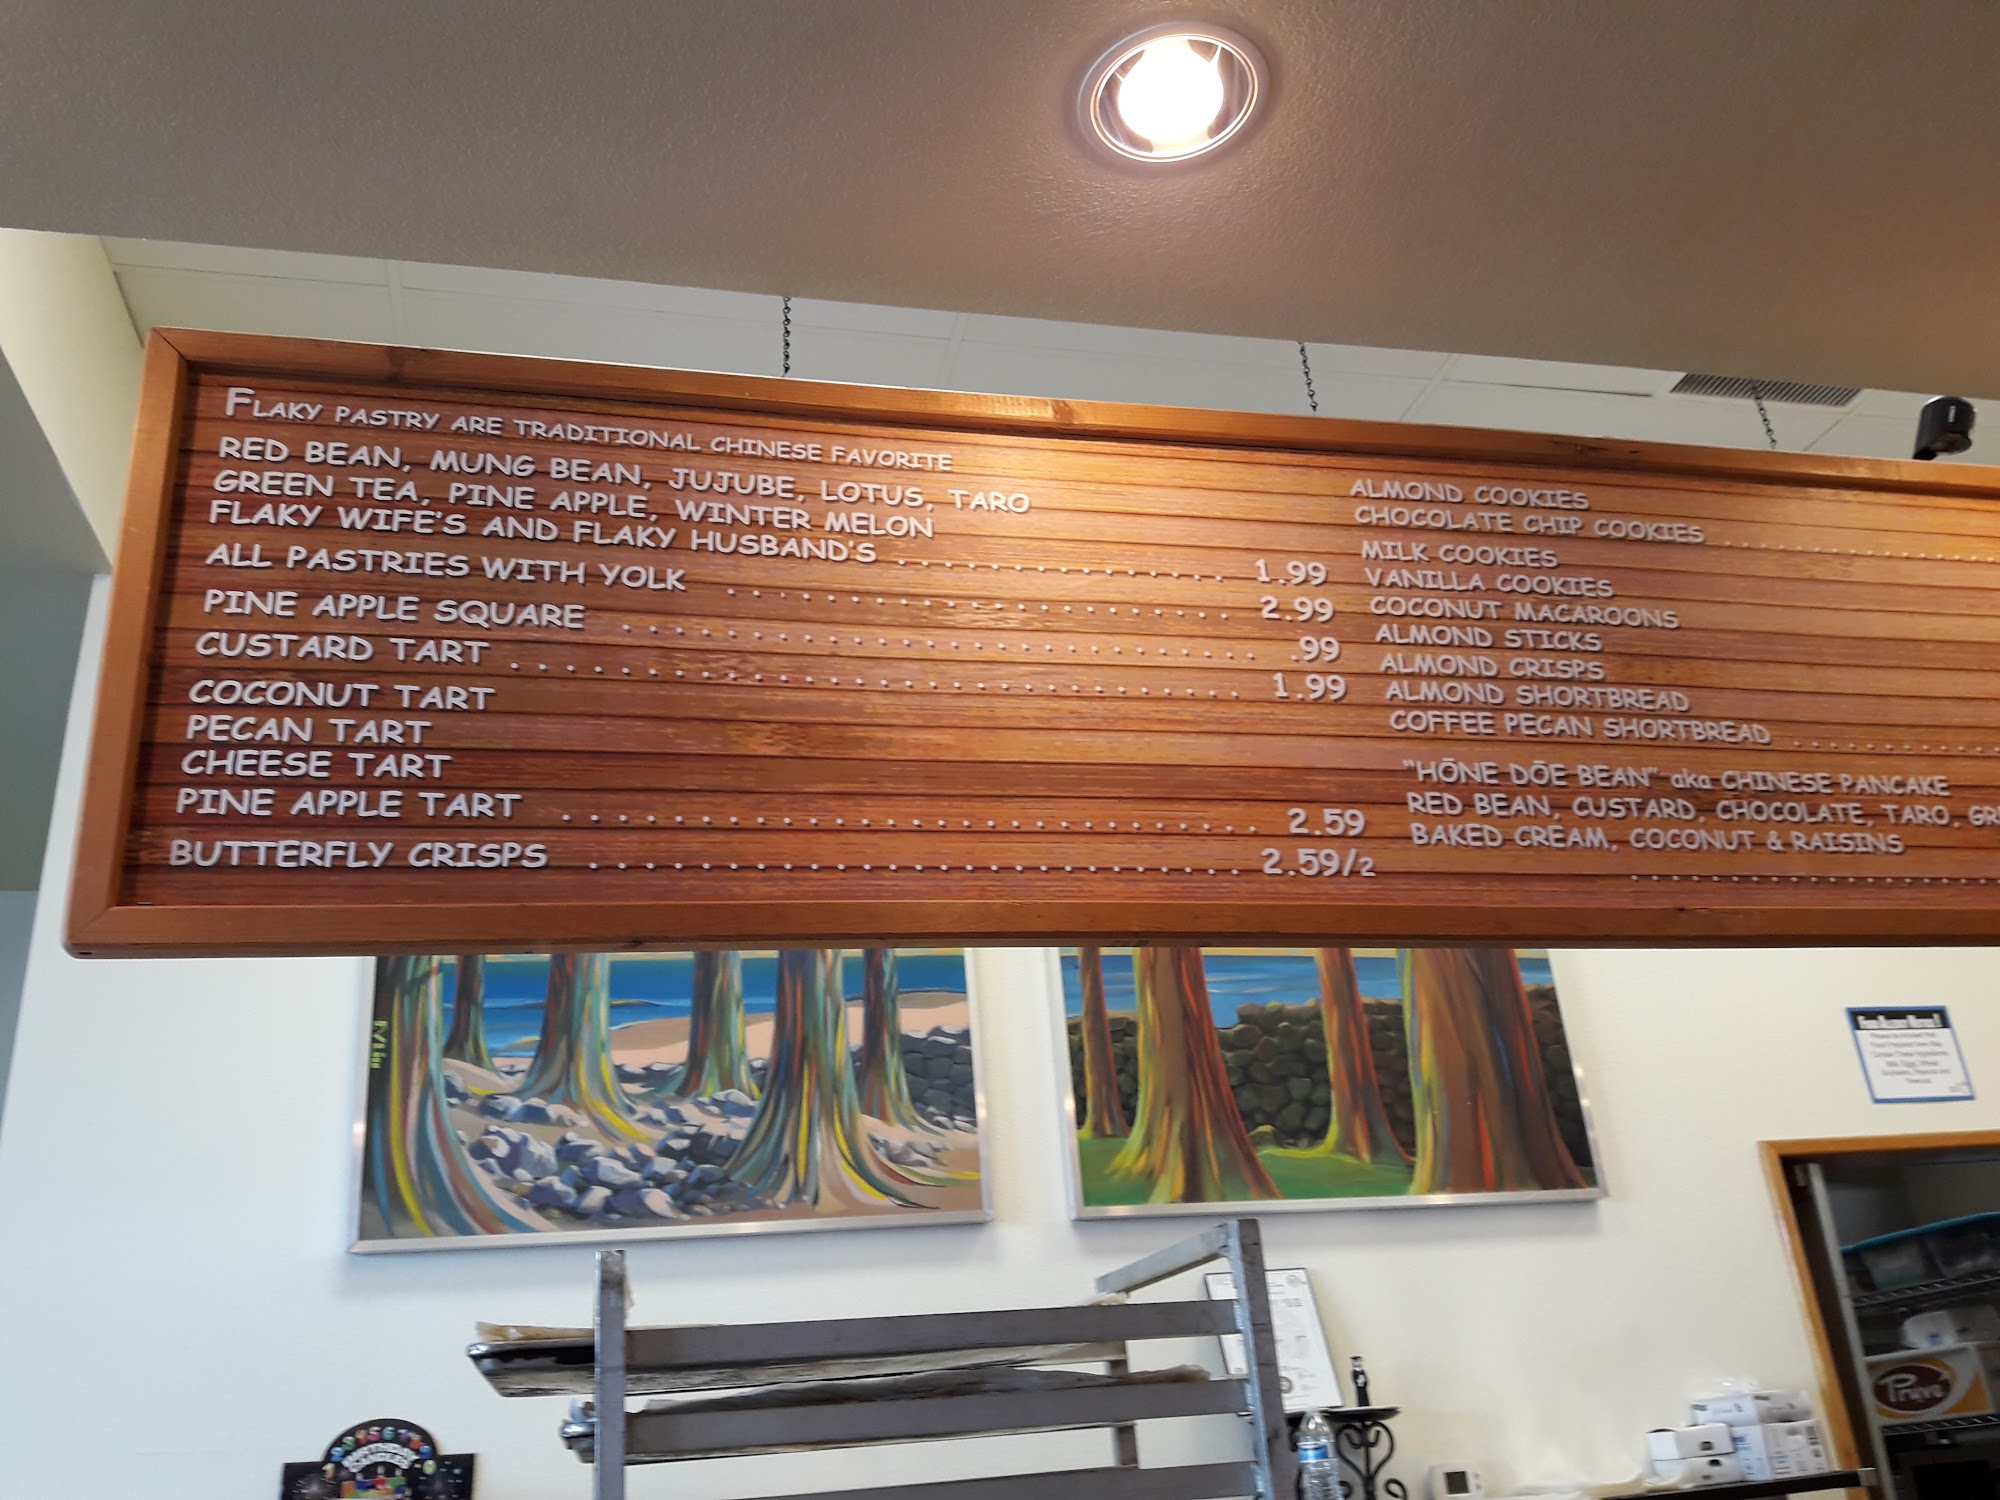 FLAKY PASTRY ARE TRADITIONAL CHINESE FAVORITE
RED BEAN, MUNG BEAN, JUJUBE, LOTUS, TARO
GREEN TEA, PINE APPLE, WINTER MELON
FLAKY WIFE'S AND FLAKY HUSBAND'S 1.99
ALL PASTRIES WITH YOLK 2.99
PINE APPLE SQUARE .99
CUSTARD TART 1.99
COCONUT TART
PECAN TART
CHEESE TART
PINE APPLE TART 2.59
BUTTERFLY CRISPS 2.59/2
ALMOND COOKIES
CHOCOLATE CHIP COOKIES
MILK COOKIES
VANILLA COOKIES
COCONUT MACAROONS
ALMOND STICKS
ALMOND CRISPS
ALMOND SHORTBREAD
COFFEE PECAN SHORTBREAD
"HŌNE DŌE BEAN" aka CHINESE PANCAKE
RED BEAN, CUSTARD, CHOCOLATE, TARO, GR
BAKED CREAM, COCONUT & RAISINS
Pruvé